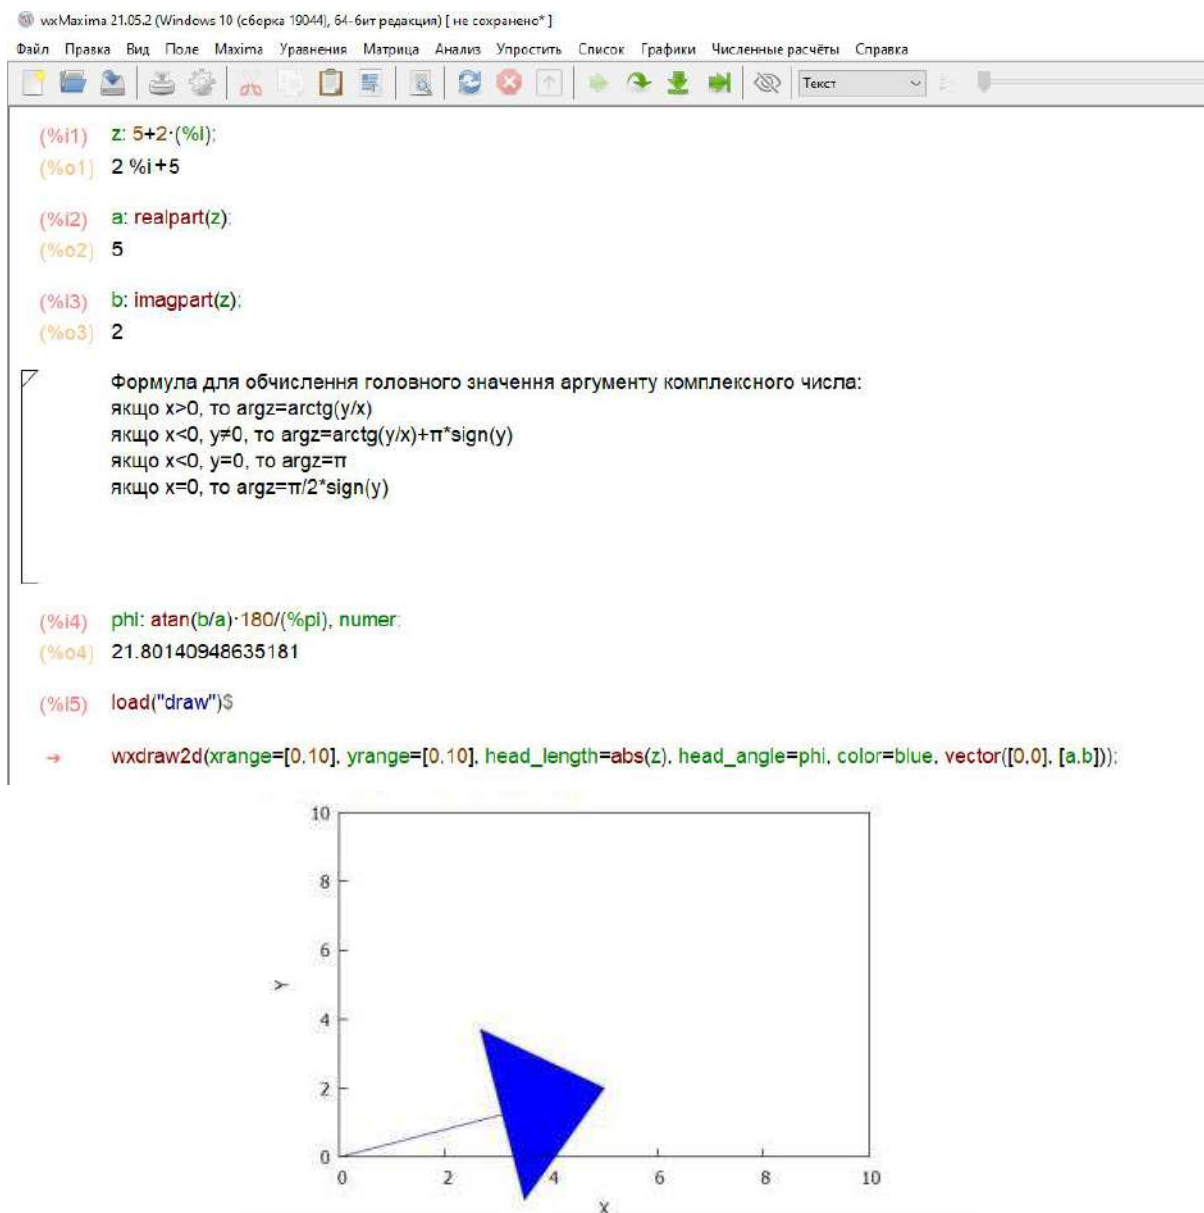 wxMaxima 21.05.2 (Windows 10 (сборка 19044), 64-бит редакция) [ не сохранено* ]
Файл Правка Вид Поле Maxima Уравнения Матрица Анализ Упростить Список Графики Численные расчёты Справка
Текст
(%i1) z: 5+2·(%i);
(%o1) 2 %i+5
(%i2) a: realpart(z);
(%o2) 5
(%i3) b: imagpart(z);
(%o3) 2
Формула для обчислення головного значення аргументу комплексного числа:
якщо x>0, то argz=arctg(y/x)
якщо x<0, y≠0, то argz=arctg(y/x)+π*sign(y)
якщо x<0, y=0, то argz=π
якщо x=0, то argz=π/2*sign(y)
(%i4) phi: atan(b/a)·180/(%pi), numer;
(%o4) 21.80140948635181
(%i5) load("draw")$
→ wxdraw2d(xrange=[0,10], yrange=[0,10], head_length=abs(z), head_angle=phi, color=blue, vector([0,0], [a,b]));
10
8
6
Y
4
2
0
0 2 4 6 8 10
X